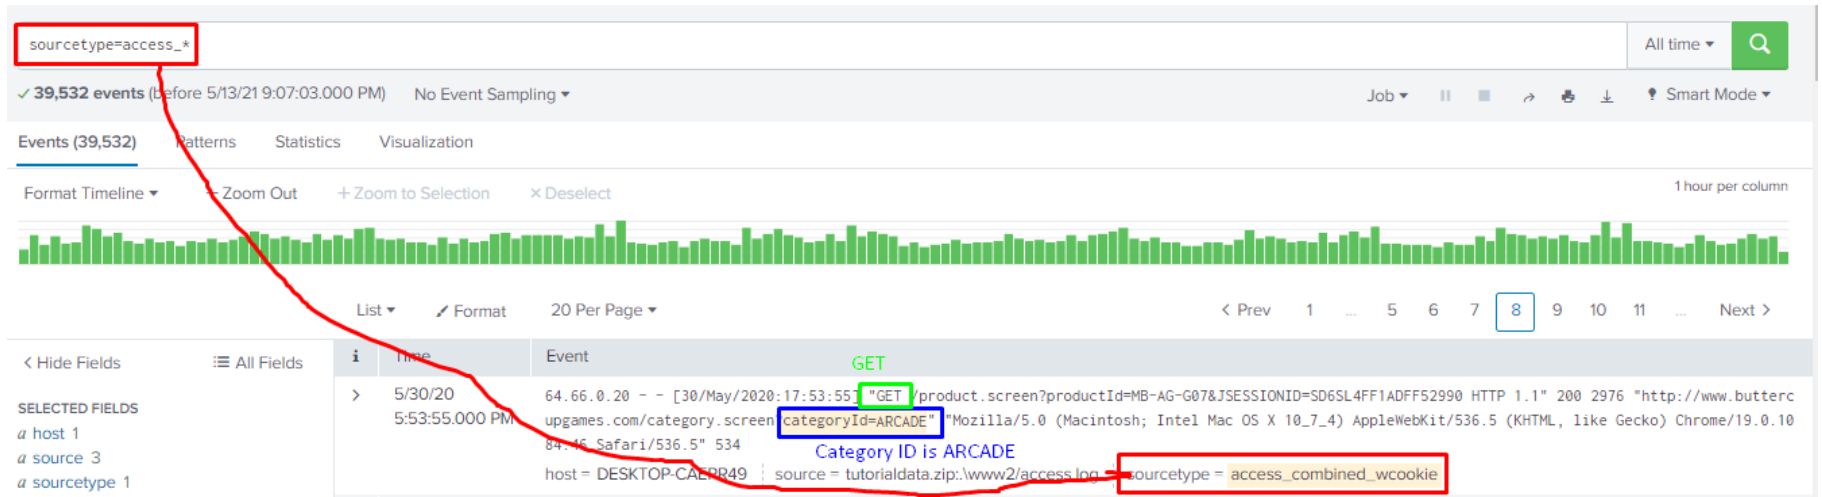 sourcetype=access_*
All time
39,532 events (before 5/13/21 9:07:03.000 PM) No Event Sampling
Job Smart Mode
Events (39,532) Patterns Statistics Visualization
Format Timeline – Zoom Out + Zoom to Selection × Deselect
1 hour per column
List Format 20 Per Page
< Prev 1 ... 5 6 7 8 9 10 11 ... Next >
< Hide Fields All Fields
i Time Event
GET
SELECTED FIELDS
a host 1
a source 3
a sourcetype 1
5/30/20
5:53:55.000 PM
64.66.0.20 - - [30/May/2020:17:53:55] "GET /product.screen?productId=MB-AG-G07&JSESSIONID=SD6SL4FF1ADFF52990 HTTP 1.1" 200 2976 "http://www.butterc
upgames.com/category.screen?categoryId=ARCADE" "Mozilla/5.0 (Macintosh; Intel Mac OS X 10_7_4) AppleWebKit/536.5 (KHTML, like Gecko) Chrome/19.0.10
84.46 Safari/536.5" 534
Category ID is ARCADE
host = DESKTOP-CAEPR49 source = tutorialdata.zip:.\www2/access.log sourcetype = access_combined_wcookie